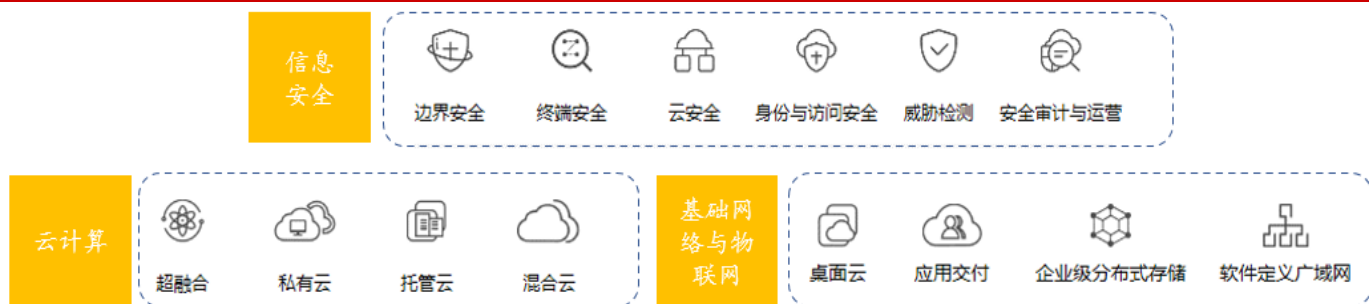 信息
安全
边界安全 终端安全 云安全 身份与访问安全 威胁检测 安全审计与运营
云计算
超融合 私有云 托管云 混合云
基础网
络与物
联网
桌面云 应用交付 企业级分布式存储 软件定义广域网